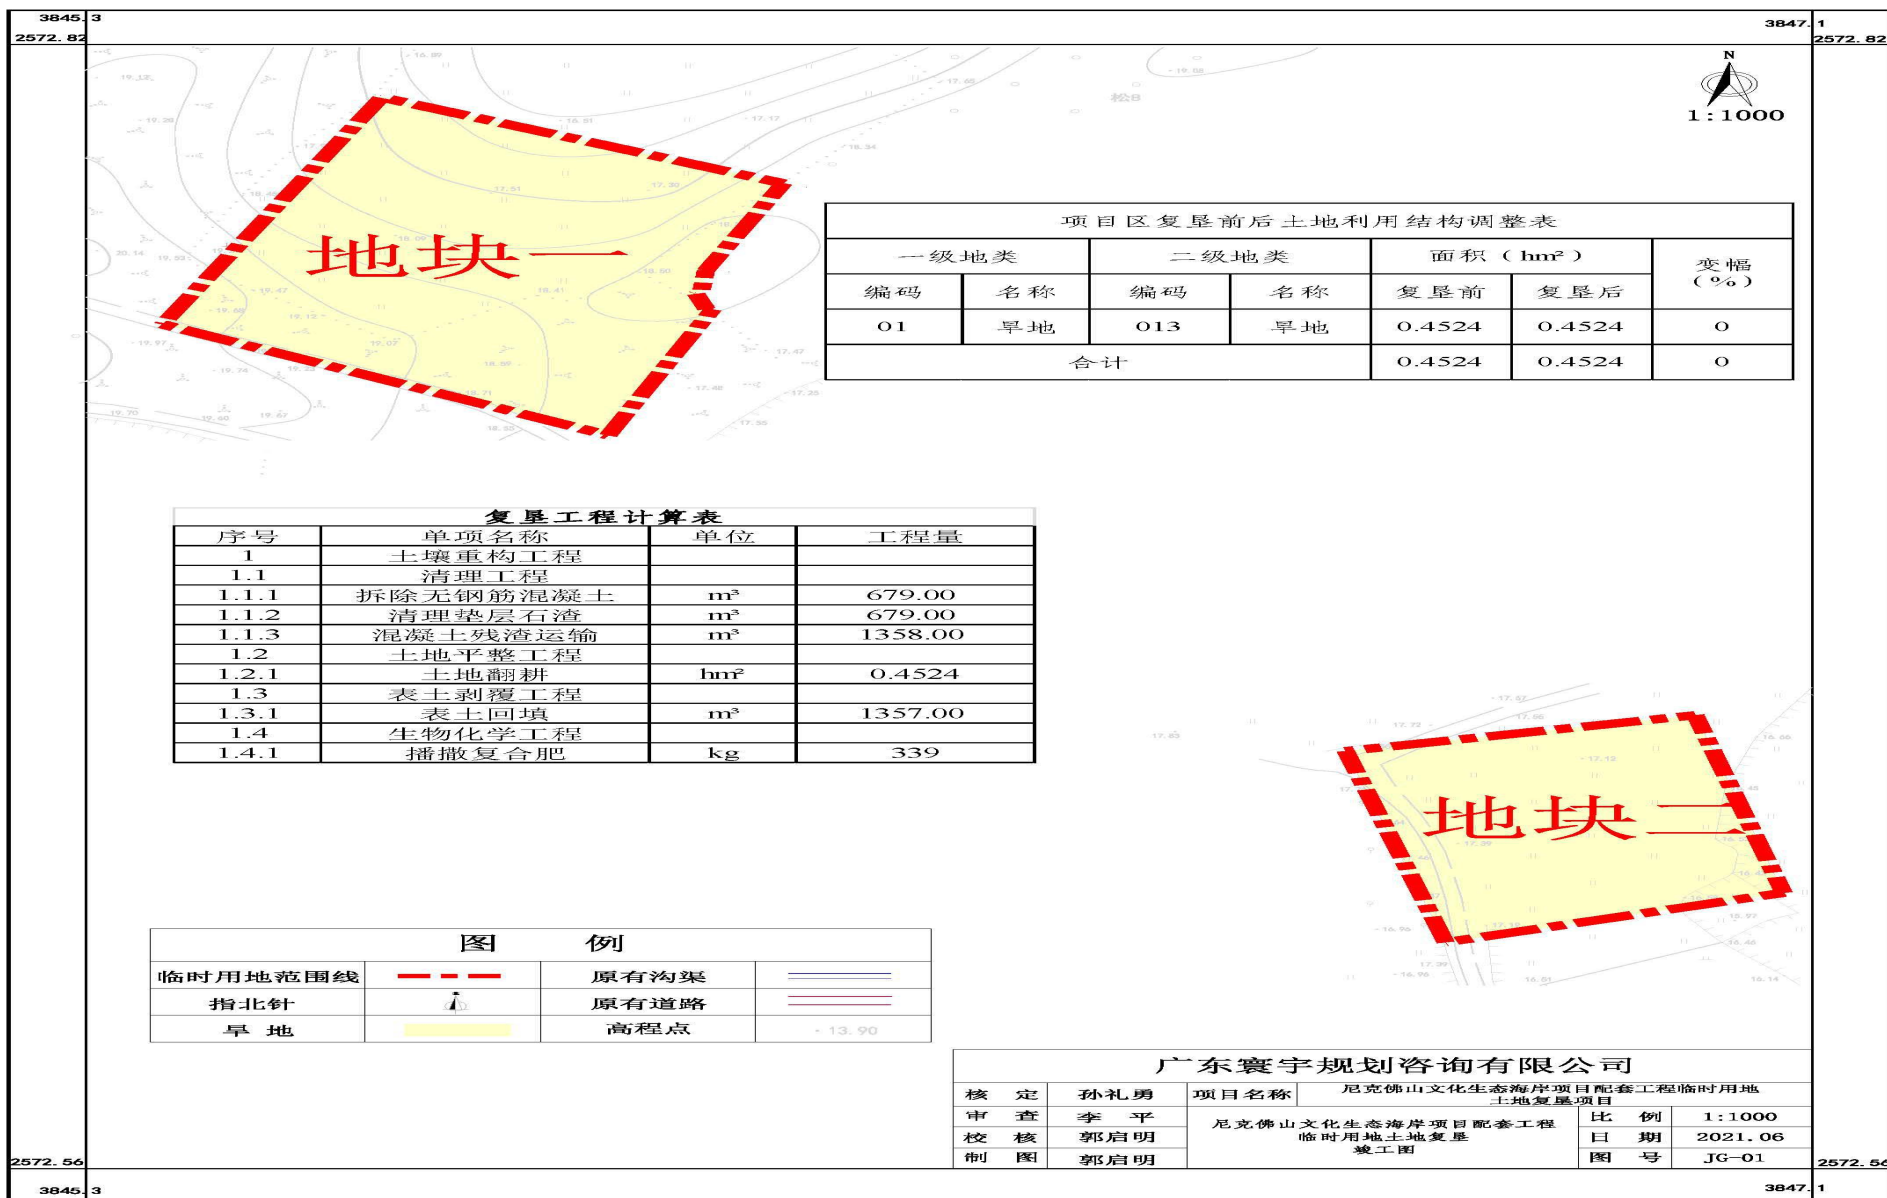 3845.3
3847.1
2572.82
2572.82
N
1:1000
松8
地块一
项目区复垦前后土地利用结构调整表
一级地类 二级地类 面积（hm²） 变幅（%）
编码 名称 编码 名称 复垦前 复垦后
01 旱地 013 旱地 0.4524 0.4524 0
合计 0.4524 0.4524 0
复垦工程计算表
序号 单项名称 单位 工程量
1 土壤重构工程
1.1 清理工程
1.1.1 拆除无钢筋混凝土 m³ 679.00
1.1.2 清理垫层石渣 m³ 679.00
1.1.3 混凝土残渣运输 m³ 1358.00
1.2 土地平整工程
1.2.1 土地翻耕 hm² 0.4524
1.3 表土剥覆工程
1.3.1 表土回填 m³ 1357.00
1.4 生物化学工程
1.4.1 播撒复合肥 kg 339
地块二
图 例
临时用地范围线 原有沟渠
指北针 原有道路
旱 地 高程点 ·13.90
广东寰宇规划咨询有限公司
核 定 孙礼勇 项目名称 尼克佛山文化生态海岸项目配套工程临时用地
土地复垦项目
审 查 李 平 尼克佛山文化生态海岸项目配套工程 比 例 1:1000
校 核 郭启明 临时用地土地复垦 日 期 2021.06
制 图 郭启明 竣工图 图 号 JG-01
2572.56
2572.56
3845.3
3847.1